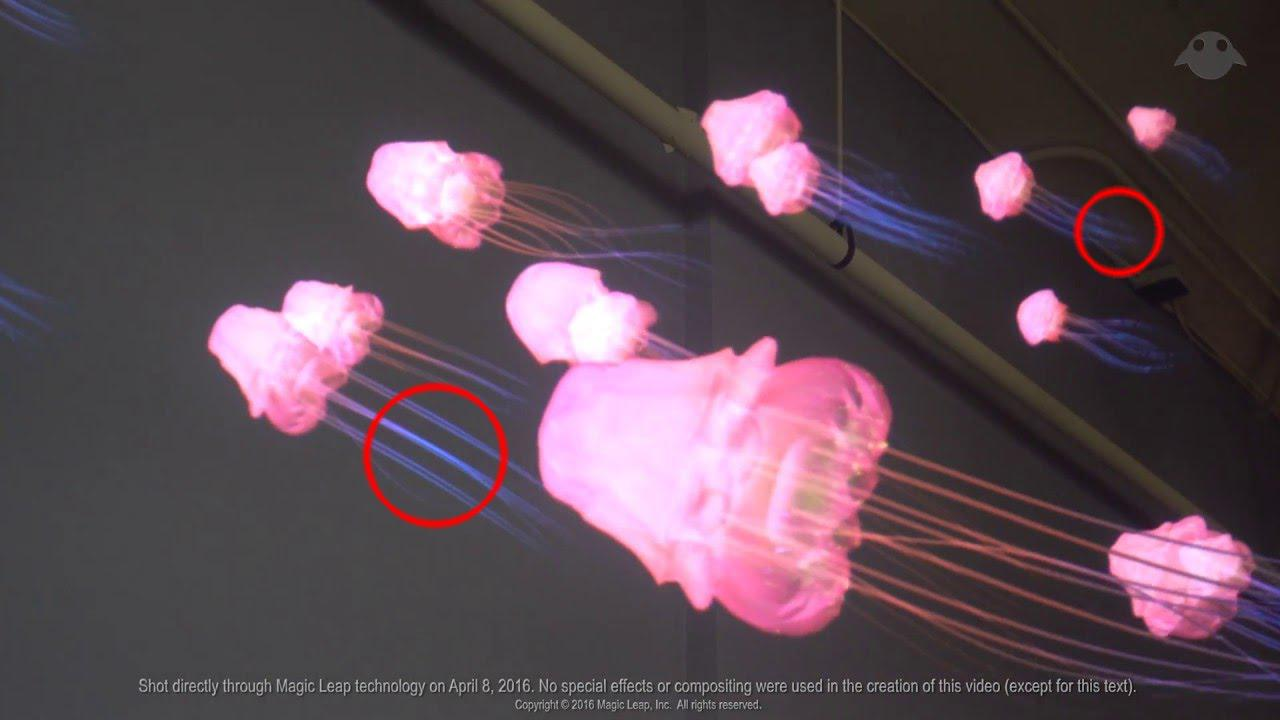 Shot directly through Magic Leap technology on April 8, 2016. No special effects or compositing were used in the creation of this video (except for this text).
Copyright © 2016 Magic Leap, Inc. All rights reserved.